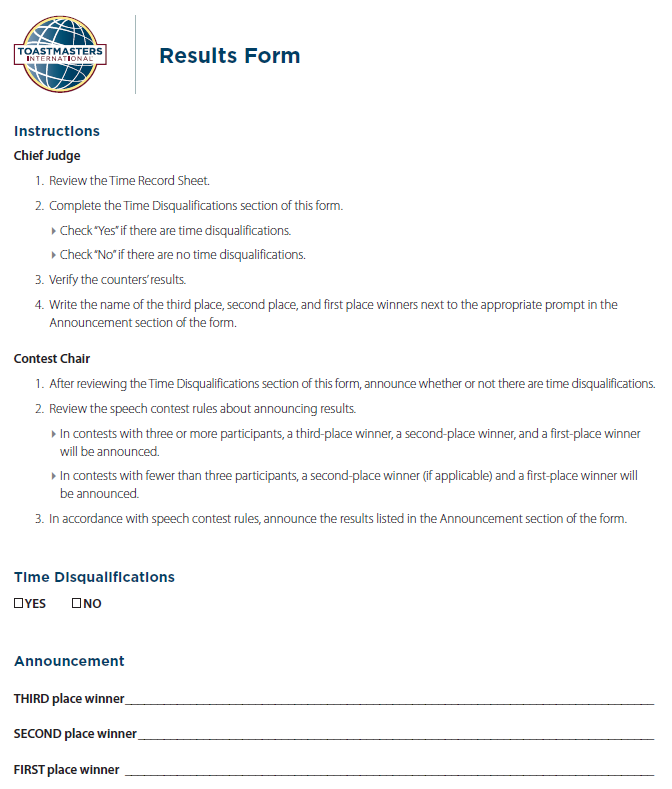 TOASTMASTERS
INTERNATIONAL
Results Form
Instructions
Chief Judge
1. Review the Time Record Sheet.
2. Complete the Time Disqualifications section of this form.
Check “Yes” if there are time disqualifications.
Check “No” if there are no time disqualifications.
3. Verify the counters’ results.
4. Write the name of the third place, second place, and first place winners next to the appropriate prompt in the
Announcement section of the form.
Contest Chair
1. After reviewing the Time Disqualifications section of this form, announce whether or not there are time disqualifications.
2. Review the speech contest rules about announcing results.
In contests with three or more participants, a third-place winner, a second-place winner, and a first-place winner
will be announced.
In contests with fewer than three participants, a second-place winner (if applicable) and a first-place winner will
be announced.
3. In accordance with speech contest rules, announce the results listed in the Announcement section of the form.
Time Disqualifications
YES NO
Announcement
THIRD place winner
SECOND place winner
FIRST place winner